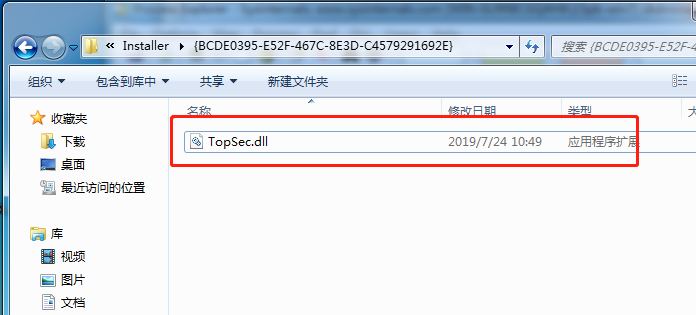 « Installer ▸ {BCDE0395-E52F-467C-8E3D-C4579291692E}
搜索 {BCDE0395-E52F-4
组织 包含到库中 共享 新建文件夹
名称 修改日期 类型
收藏夹
TopSec.dll 2019/7/24 10:49 应用程序扩展
下载
桌面
最近访问的位置
库
视频
图片
文档